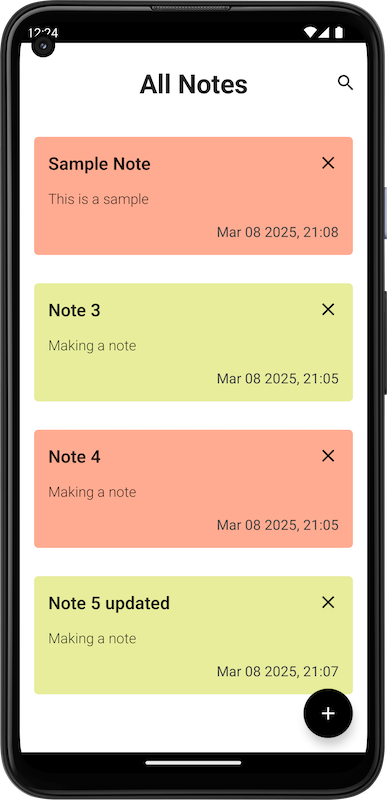 12:24
All Notes
Sample Note
This is a sample
Mar 08 2025, 21:08
Note 3
Making a note
Mar 08 2025, 21:05
Note 4
Making a note
Mar 08 2025, 21:05
Note 5 updated
Making a note
Mar 08 2025, 21:07